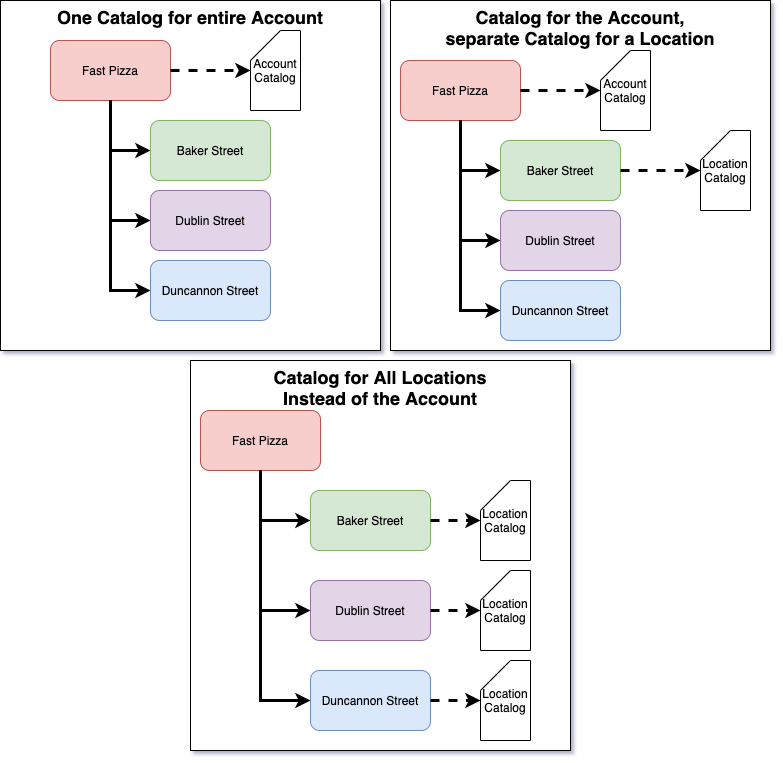 One Catalog for entire Account
Fast Pizza
Account
Catalog
Baker Street
Dublin Street
Duncannon Street
Catalog for the Account,
separate Catalog for a Location
Fast Pizza
Account
Catalog
Baker Street
Location
Catalog
Dublin Street
Duncannon Street
Catalog for All Locations
Instead of the Account
Fast Pizza
Baker Street
Location
Catalog
Dublin Street
Location
Catalog
Duncannon Street
Location
Catalog